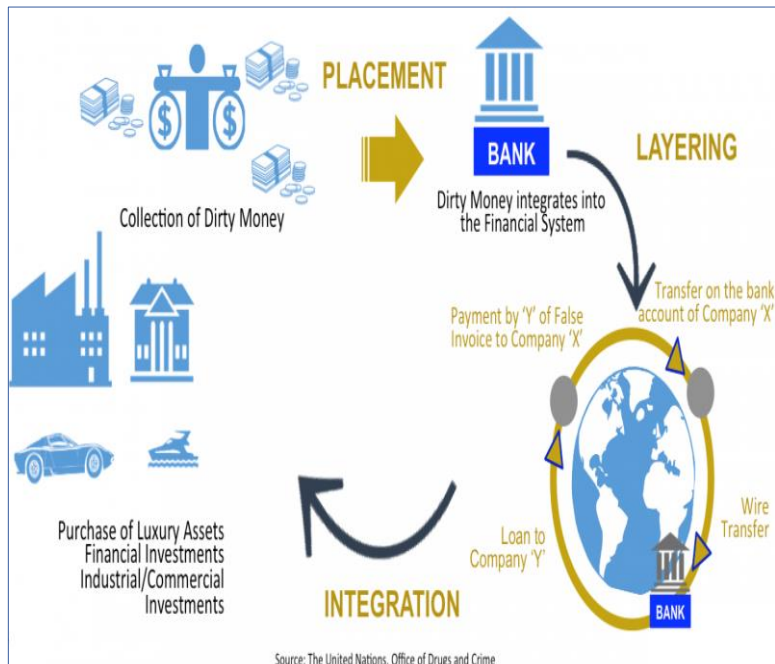 PLACEMENT
$ $
BANK
LAYERING
Collection of Dirty Money
Dirty Money integrates into
the Financial System
Payment by ‘Y’ of False
Invoice to Company ‘X’
Transfer on the bank
account of Company ‘X’
Wire
Transfer
BANK
Loan to
Company ‘Y’
INTEGRATION
Purchase of Luxury Assets
Financial Investments
Industrial/Commercial
Investments
Source: The United Nations, Office of Drugs and Crime